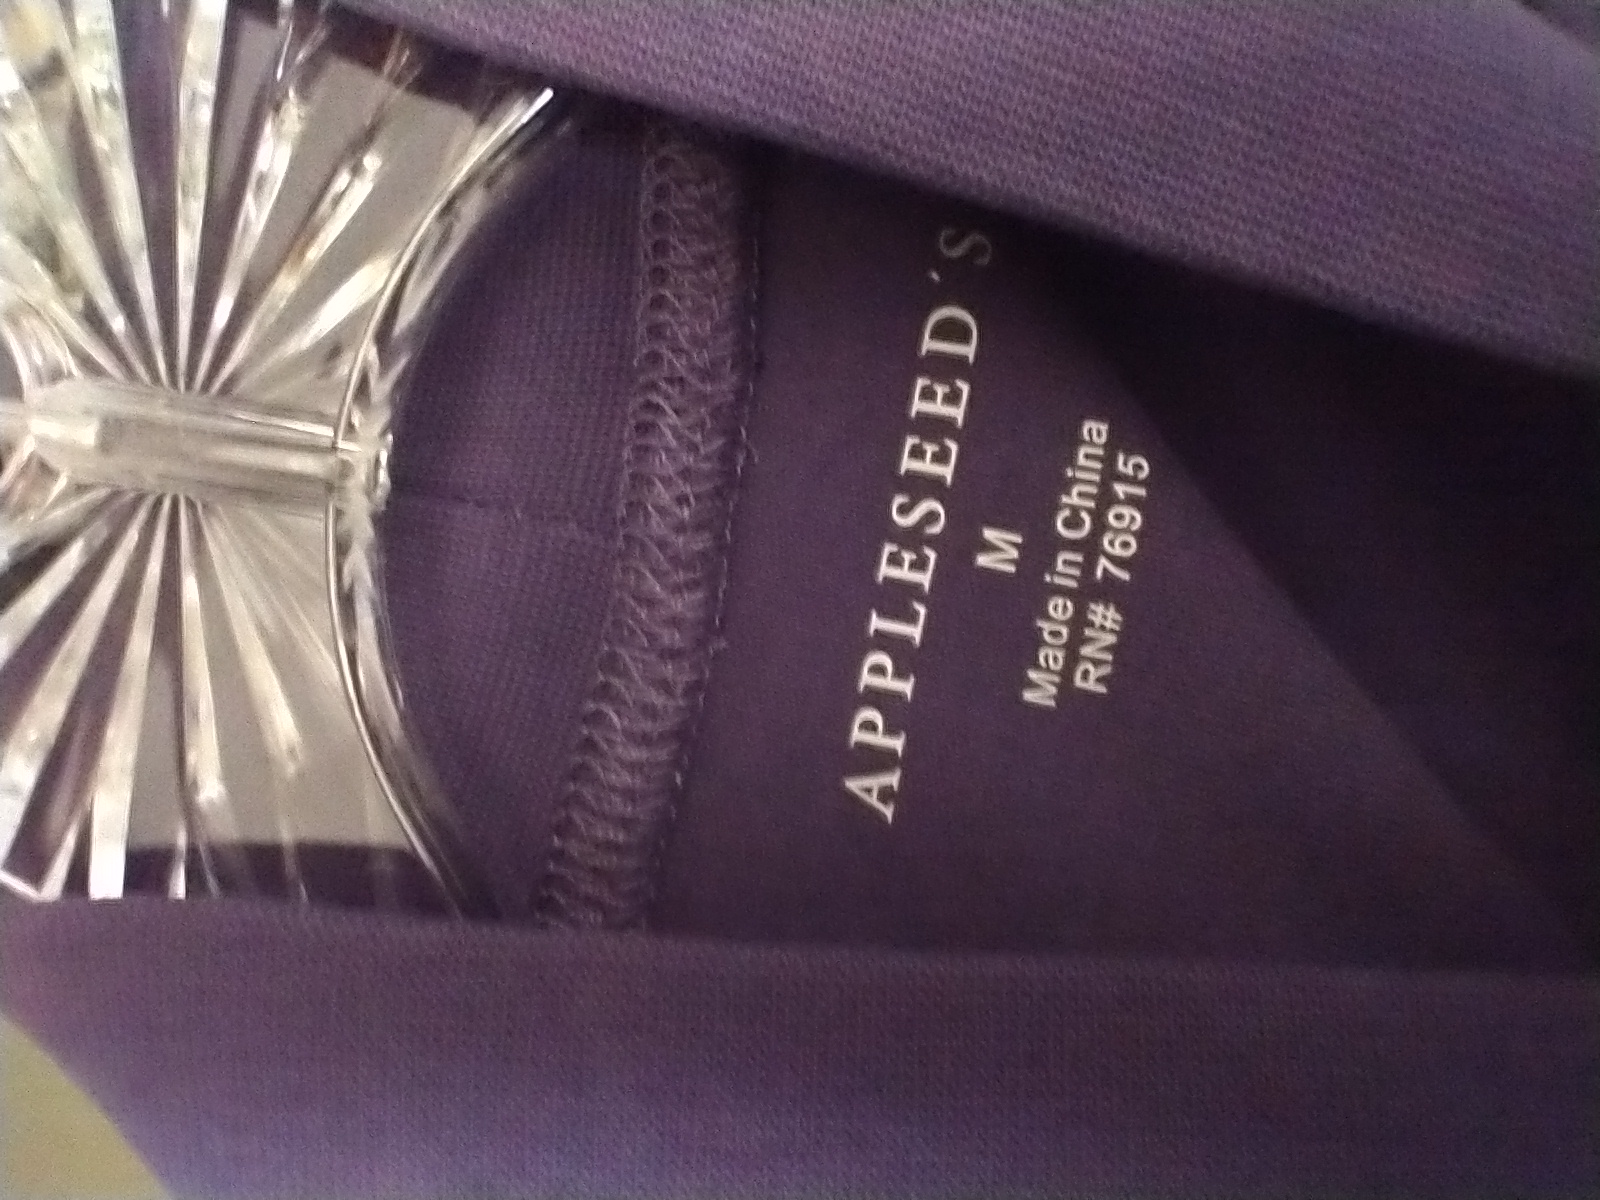 APPLESEED'S
M
Made in China
RN# 76915